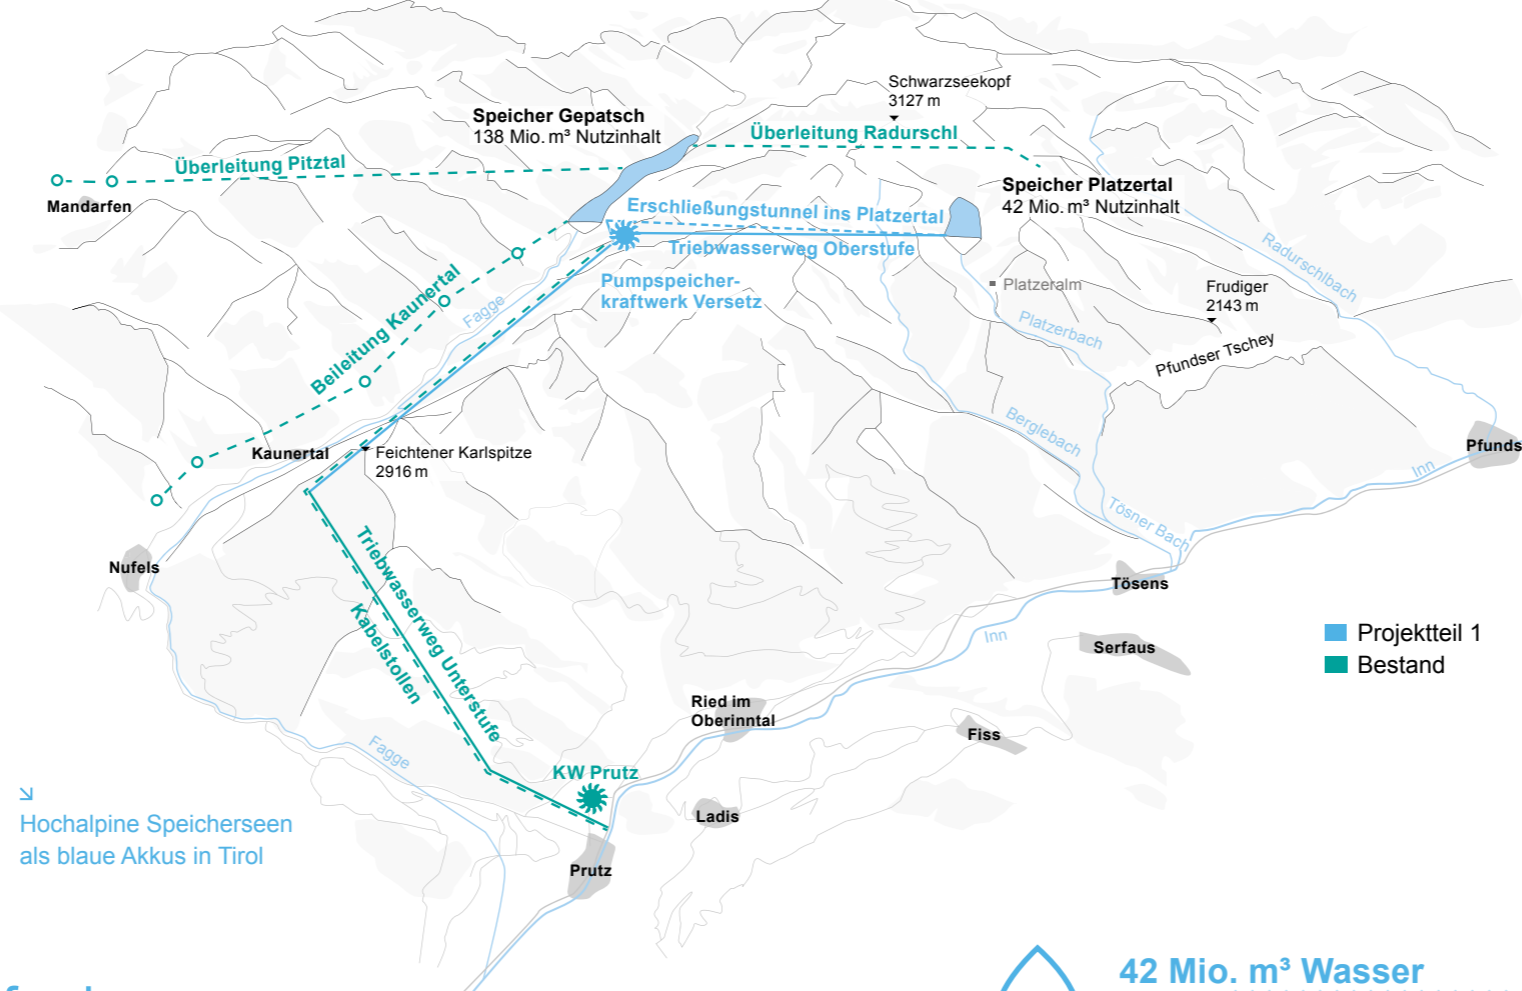 Schwarzseekopf
3127 m
Speicher Gepatsch
138 Mio. m³ Nutzinhalt
Überleitung Radurschl
Überleitung Pitztal
Mandarfen
Speicher Platzertal
42 Mio. m³ Nutzinhalt
Erschließungstunnel ins Platzertal
Triebwasserweg Oberstufe
Radurschlbach
Pumpspeicher-
kraftwerk Versetz
Platzeralm
Frudiger
2143 m
Beileitung Kaunertal
Fagge
Platzerbach
Pfundser Tschey
Berglebach
Kaunertal
Feichtener Karlspitze
2916 m
Pfunds
Inn
Tösner Bach
Nufels
Tösens
Triebwasserweg Unterstufe
Kabelstollen
Inn
Serfaus
Projektteil 1
Bestand
Ried im
Oberinntal
Fiss
Fagge
KW Prutz
Ladis
Hochalpine Speicherseen
als blaue Akkus in Tirol
Prutz
42 Mio. m³ Wasser